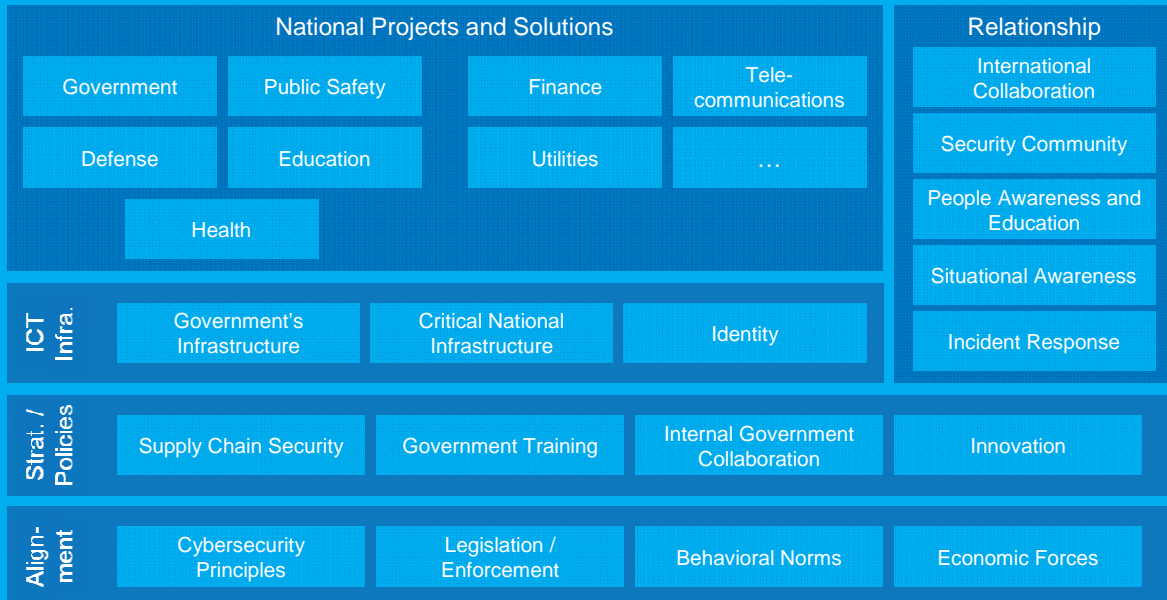 National Projects and Solutions
Government
Public Safety
Finance
Tele-
communications
Defense
Education
Utilities
…
Health
Relationship
International
Collaboration
Security Community
People Awareness and
Education
Situational Awareness
Incident Response
ICT
Infra.
Government’s
Infrastructure
Critical National
Infrastructure
Identity
Strat. /
Policies
Supply Chain Security
Government Training
Internal Government
Collaboration
Innovation
Align-
ment
Cybersecurity
Principles
Legislation /
Enforcement
Behavioral Norms
Economic Forces